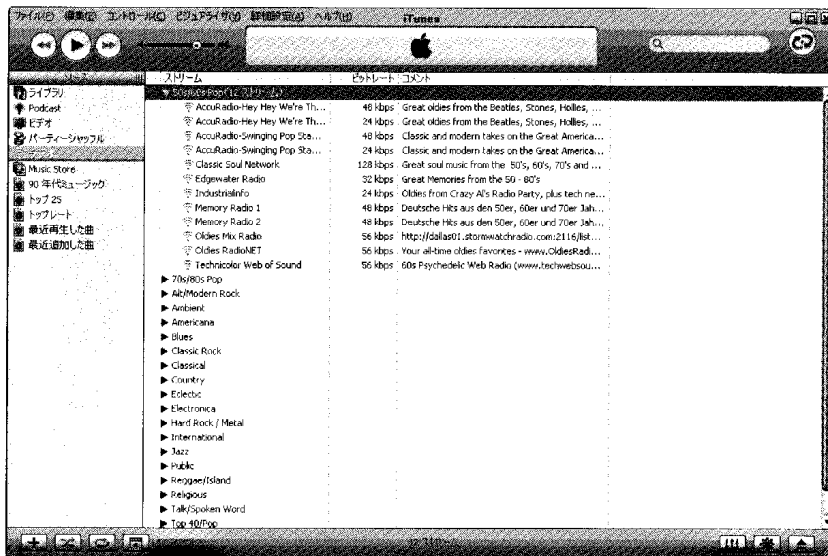 ファイル(F) 編集(E) コントロール(C) ビジュアライザ(V) 詳細設定(A) ヘルプ(H) iTunes
ソース
ライブラリ
Podcast
ビデオ
パーティーシャッフル
Music Store
90 年代ミュージック
トップ 25
トップレート
最近再生した曲
最近追加した曲
ストリーム ビットレート コメント
50s/60s Pop (12 ストリーム)
AccuRadio-Hey Hey We're Th... 48 kbps Great oldies from the Beatles, Stones, Hollies, ...
AccuRadio-Hey Hey We're Th... 24 kbps Great oldies from the Beatles, Stones, Hollies, ...
AccuRadio-Swinging Pop Sta... 48 kbps Classic and modern takes on the Great America...
AccuRadio-Swinging Pop Sta... 24 kbps Classic and modern takes on the Great America...
Classic Soul Network 128 kbps Great soul music from the 50's, 60's, 70's and ...
Edgewater Radio 32 kbps Great Memories from the 50 - 80's
IndustrialInfo 24 kbps Oldies from Crazy Al's Radio Party, plus tech ne...
Memory Radio 1 48 kbps Deutsche Hits aus den 50er, 60er und 70er Jah...
Memory Radio 2 48 kbps Deutsche Hits aus den 50er, 60er und 70er Jah...
Oldies Mix Radio 56 kbps http://dallas01.stormwatchradio.com:2116/list...
Oldies RadioNET 56 kbps Your all-time oldies favorites - www.OldiesRadi...
Technicolor Web of Sound 56 kbps 60s Psychedelic Web Radio (www.techwebsou...
70s/80s Pop
Alt/Modern Rock
Ambient
Americana
Blues
Classic Rock
Classical
Country
Eclectic
Electronica
Hard Rock / Metal
International
Jazz
Public
Reggae/Island
Religious
Talk/Spoken Word
Top 40/Pop